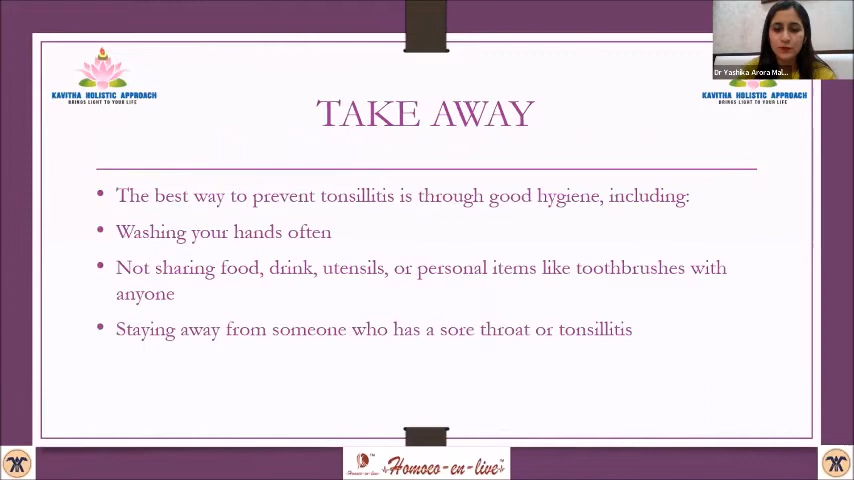 Dr Yashika Arora Mal...
KAVITHA HOLISTIC APPROACH
BRINGS LIGHT TO YOUR LIFE
KAVITHA HOLISTIC APPROACH
BRINGS LIGHT TO YOUR LIFE
TAKE AWAY
• The best way to prevent tonsillitis is through good hygiene, including:
• Washing your hands often
• Not sharing food, drink, utensils, or personal items like toothbrushes with
anyone
• Staying away from someone who has a sore throat or tonsillitis
Homoeo-en-live
Homoeo-en-live™